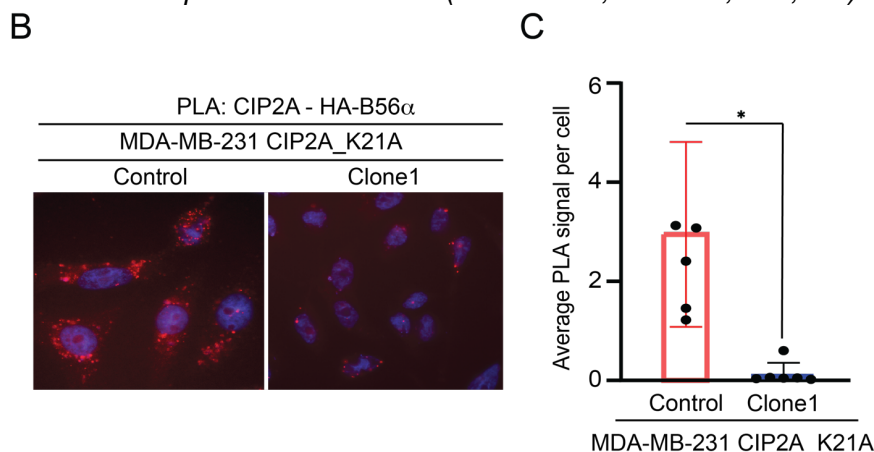 B
PLA: CIP2A - HA-B56α
MDA-MB-231 CIP2A_K21A
Control Clone1
C
Average PLA signal per cell
6
4
2
0
*
Control Clone1
MDA-MB-231 CIP2A K21A